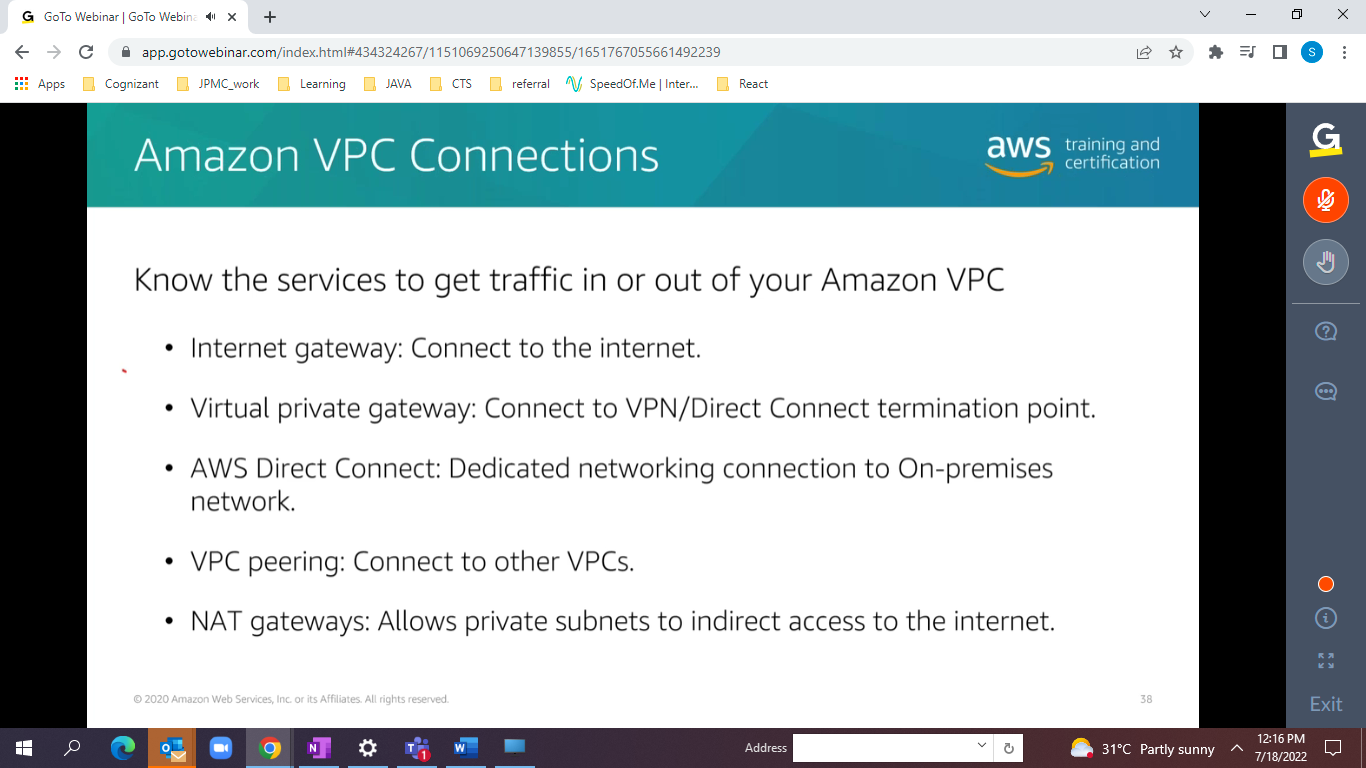 GoTo Webinar | GoTo Webina
app.gotowebinar.com/index.html#434324267/1151069250647139855/1651767055661492239
S
Apps Cognizant JPMC_work Learning JAVA CTS referral SpeedOf.Me | Inter... React
Amazon VPC Connections
aws training and
certification
Know the services to get traffic in or out of your Amazon VPC
• Internet gateway: Connect to the internet.
• Virtual private gateway: Connect to VPN/Direct Connect termination point.
• AWS Direct Connect: Dedicated networking connection to On-premises
network.
• VPC peering: Connect to other VPCs.
• NAT gateways: Allows private subnets to indirect access to the internet.
© 2020 Amazon Web Services, Inc. or its Affiliates. All rights reserved. 38
Exit
Address
31°C Partly sunny
12:16 PM
7/18/2022